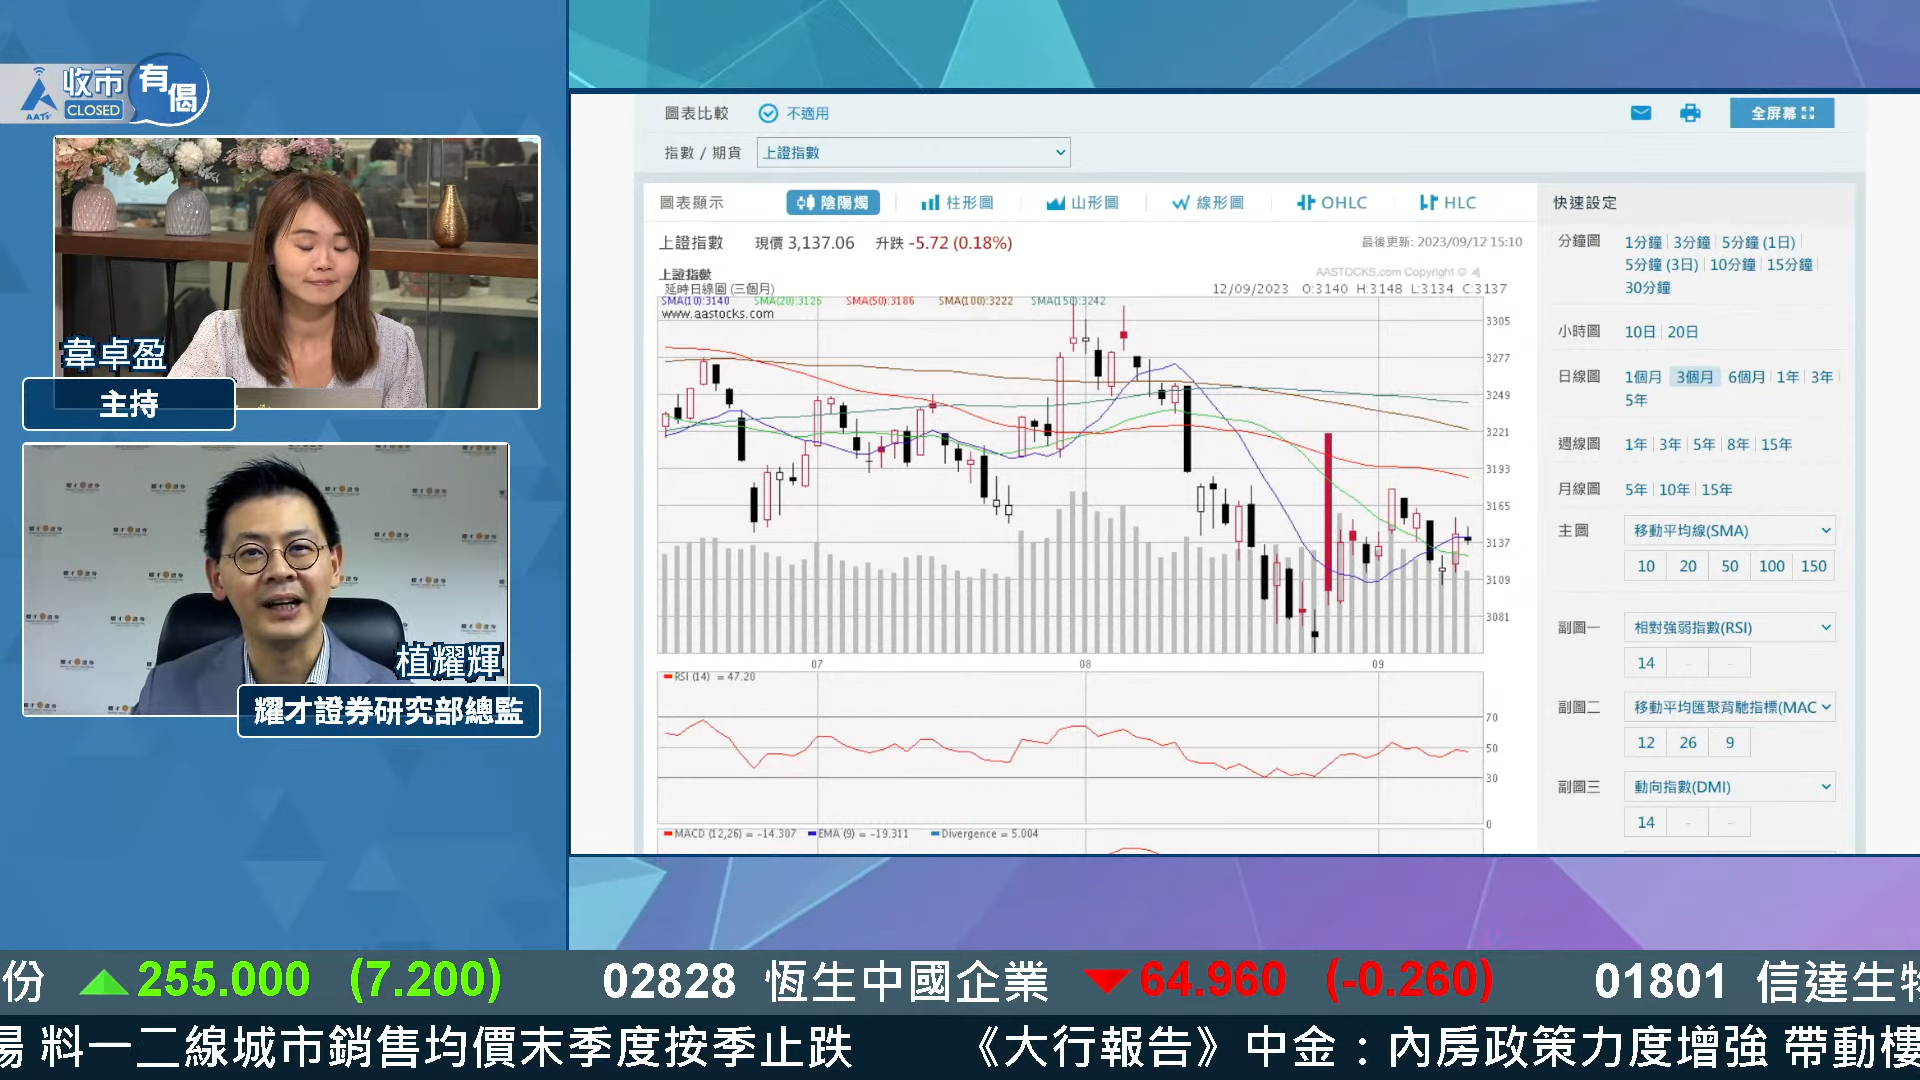 收市
有偈
CLOSED
AATV
韋卓盈
主持
植耀輝
耀才證券研究部總監
圖表比較 不適用
全屏幕
指數 / 期貨 上證指數
圖表顯示 陰陽燭 柱形圖 山形圖 線形圖 OHLC HLC
上證指數 現價 3,137.06 升跌 -5.72 (0.18%) 最後更新: 2023/09/12 15:10
上證指數 AASTOCKS.com Copyright ©
延時日線圖 (三個月) 12/09/2023 O:3140 H:3148 L:3134 C:3137
SMA(10):3140 SMA(20):3126 SMA(50):3186 SMA(100):3222 SMA(150):3242
www.aastocks.com
3305
3277
3249
3221
3193
3165
3137
3109
3081
07 08 09
RSI (14) = 47.20
70
50
30
0
MACD (12,26) = -14.307 EMA (9) = -19.311 Divergence = 5.004
快速設定
分鐘圖 1分鐘 3分鐘 5分鐘 (1日)
5分鐘 (3日) 10分鐘 15分鐘
30分鐘
小時圖 10日 20日
日線圖 1個月 3個月 6個月 1年 3年
5年
週線圖 1年 3年 5年 8年 15年
月線圖 5年 10年 15年
主圖 移動平均線(SMA)
10 20 50 100 150
副圖一 相對強弱指數(RSI)
14 - -
副圖二 移動平均匯聚背馳指標(MAC
12 26 9
副圖三 動向指數(DMI)
14 - -
份 255.000 (7.200) 02828 恆生中國企業 64.960 (-0.260) 01801 信達生物
料一二線城市銷售均價末季度按季止跌 《大行報告》中金：內房政策力度增強 帶動樓